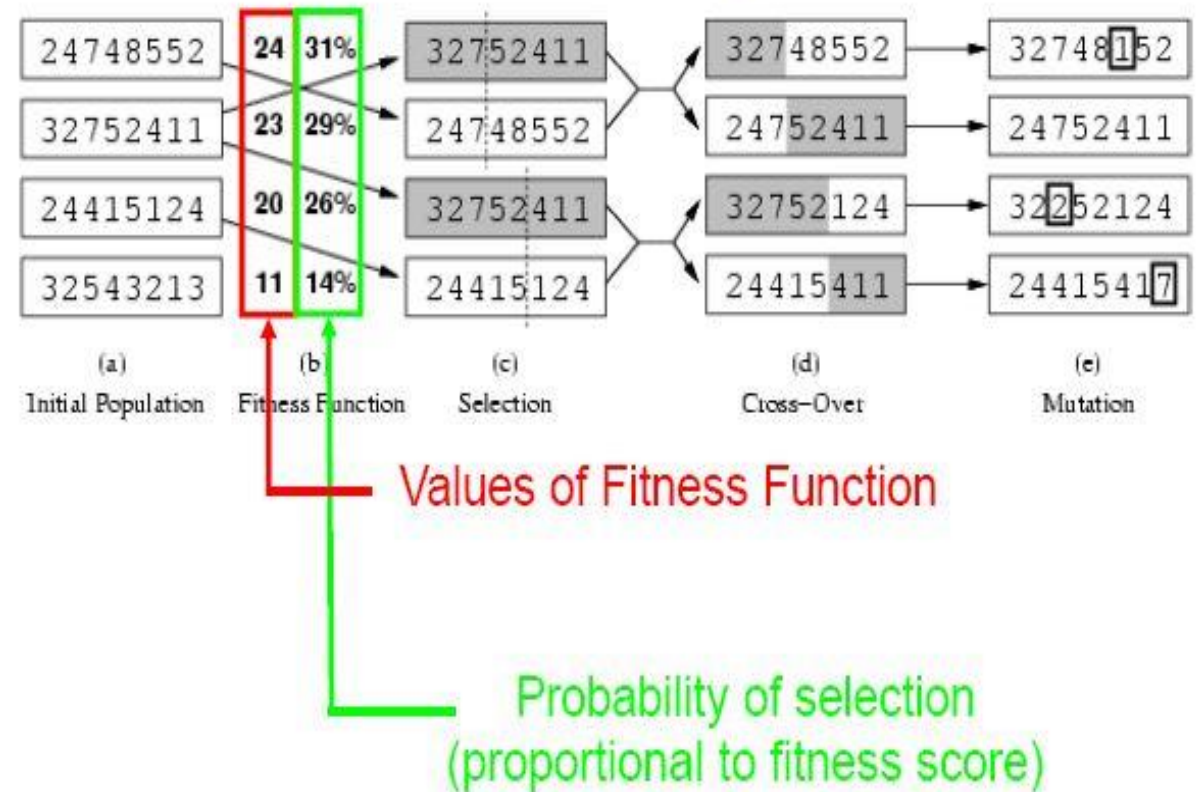 24748552 24 31% 32752411 32748552 32748152
32752411 23 29% 24748552 24752411 24752411
24415124 20 26% 32752411 32752124 32252124
32543213 11 14% 24415124 24415411 24415417
(a) (b) (c) (d) (e)
Initial Population Fitness Function Selection Cross-Over Mutation
Values of Fitness Function
Probability of selection
(proportional to fitness score)